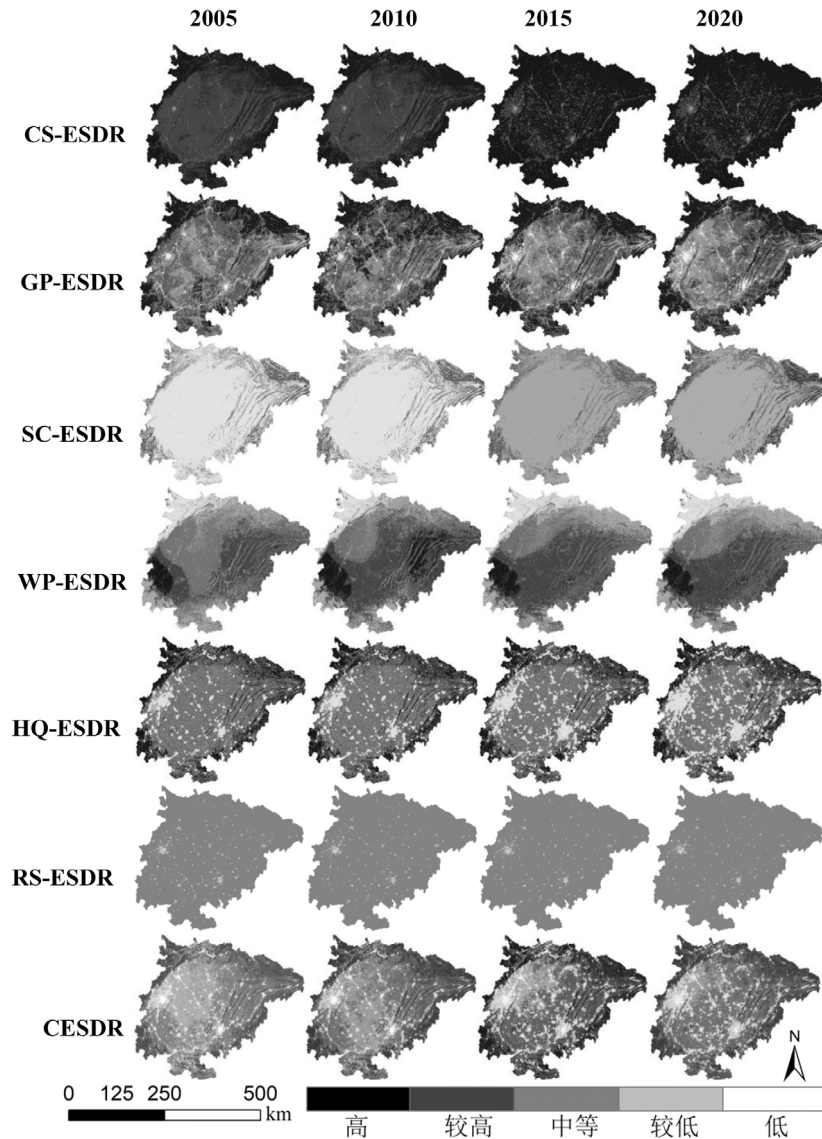 2005 2010 2015 2020
CS-ESDR
GP-ESDR
SC-ESDR
WP-ESDR
HQ-ESDR
RS-ESDR
CESDR
N
0 125 250 500
km
高 较高 中等 较低 低